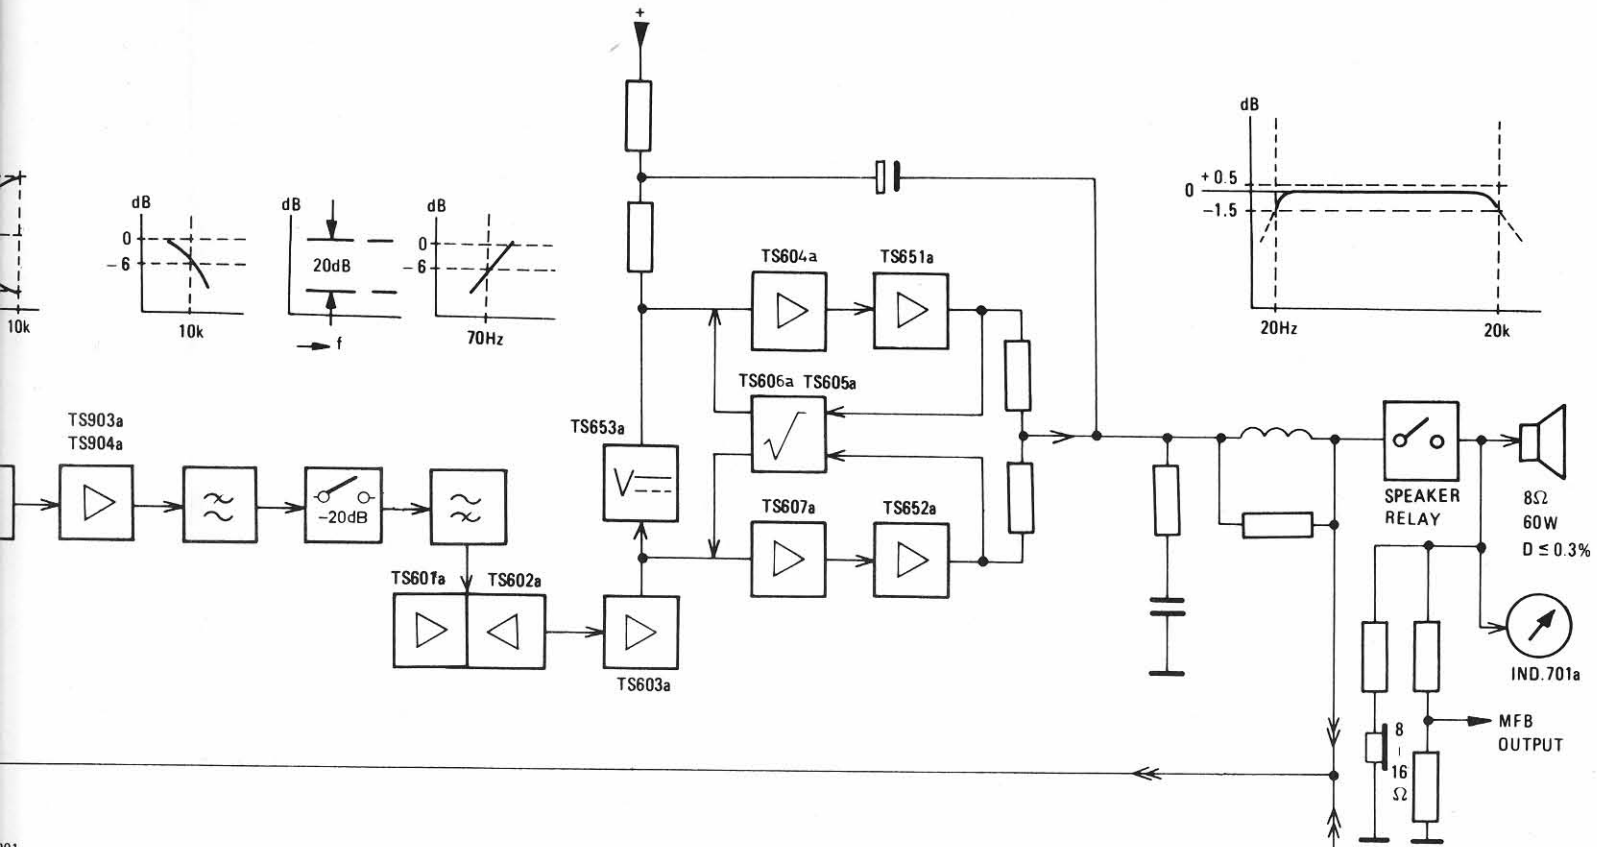 +
dB
+ 0.5
0
-1.5
20Hz
20k
dB
0
-6
10k
dB
20dB
f
dB
0
-6
70Hz
10k
TS604a
TS651a
TS606a TS605a
TS653a
TS607a
TS652a
TS903a
TS904a
-20dB
TS601a
TS602a
TS603a
SPEAKER
RELAY
8Ω
60W
D ≤ 0.3%
IND.701a
MFB
OUTPUT
8
–
16
Ω